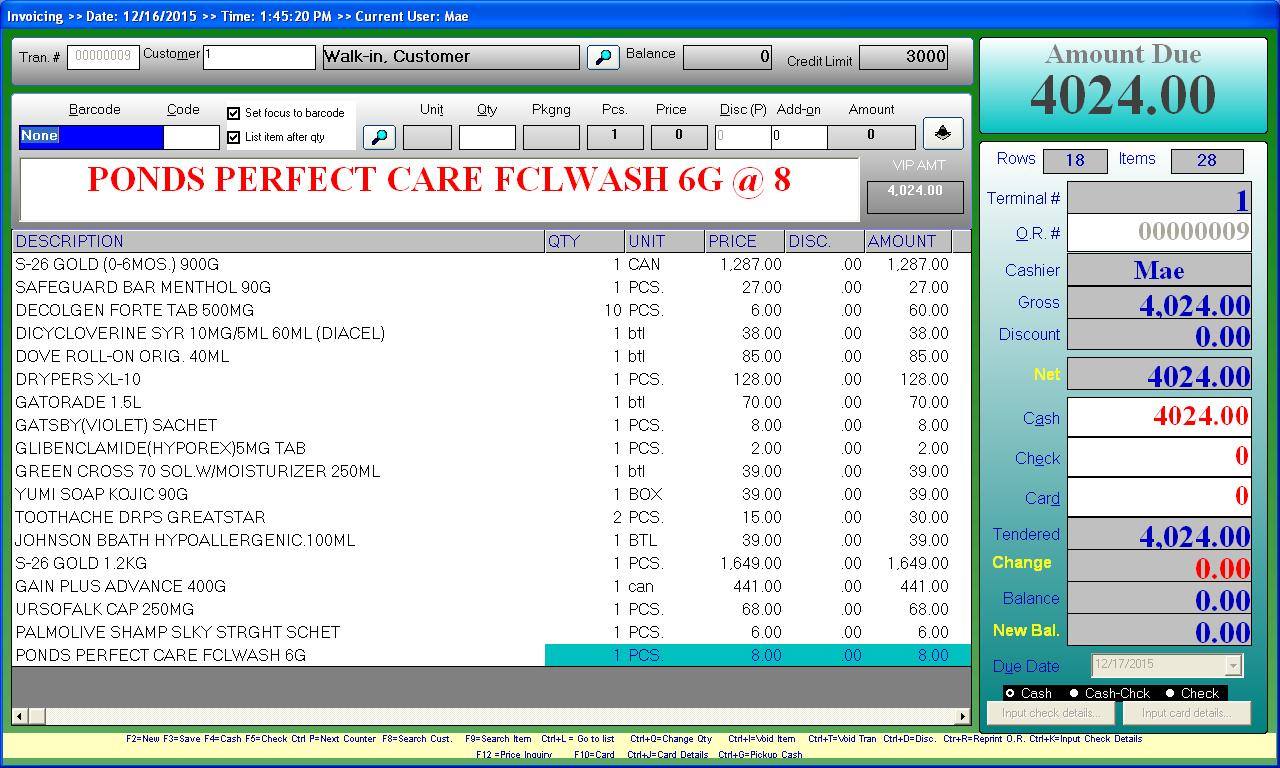 Invoicing >> Date: 12/16/2015 >> Time: 1:45:20 PM >> Current User: Mae
Tran. # 00000009 Customer 1 Walk-in, Customer Balance 0 Credit Limit 3000
Amount Due
4024.00
Barcode Code Set focus to barcode Unit Qty Pkgng Pcs. Price Disc (P) Add-on Amount
None List item after qty 1 0 0 0 0
PONDS PERFECT CARE FCLWASH 6G @ 8
VIP AMT
4,024.00
DESCRIPTION QTY UNIT PRICE DISC. AMOUNT
S-26 GOLD (0-6MOS.) 900G 1 CAN 1,287.00 .00 1,287.00
SAFEGUARD BAR MENTHOL 90G 1 PCS. 27.00 .00 27.00
DECOLGEN FORTE TAB 500MG 10 PCS. 6.00 .00 60.00
DICYCLOVERINE SYR 10MG/5ML 60ML (DIACEL) 1 btl 38.00 .00 38.00
DOVE ROLL-ON ORIG. 40ML 1 btl 85.00 .00 85.00
DRYPERS XL-10 1 PCS. 128.00 .00 128.00
GATORADE 1.5L 1 btl 70.00 .00 70.00
GATSBY(VIOLET) SACHET 1 PCS. 8.00 .00 8.00
GLIBENCLAMIDE(HYPOREX)5MG TAB 1 PCS. 2.00 .00 2.00
GREEN CROSS 70 SOL.W/MOISTURIZER 250ML 1 btl 39.00 .00 39.00
YUMI SOAP KOJIC 90G 1 BOX 39.00 .00 39.00
TOOTHACHE DRPS GREATSTAR 2 PCS. 15.00 .00 30.00
JOHNSON BBATH HYPOALLERGENIC.100ML 1 BTL 39.00 .00 39.00
S-26 GOLD 1.2KG 1 PCS. 1,649.00 .00 1,649.00
GAIN PLUS ADVANCE 400G 1 can 441.00 .00 441.00
URSOFALK CAP 250MG 1 PCS. 68.00 .00 68.00
PALMOLIVE SHAMP SLKY STRGHT SCHET 1 PCS. 6.00 .00 6.00
PONDS PERFECT CARE FCLWASH 6G 1 PCS. 8.00 .00 8.00
Rows 18 Items 28
Terminal # 1
O.R. # 00000009
Cashier Mae
Gross 4,024.00
Discount 0.00
Net 4024.00
Cash 4024.00
Check 0
Card 0
Tendered 4,024.00
Change 0.00
Balance 0.00
New Bal. 0.00
Due Date 12/17/2015
Cash Cash-Chck Check
Input check details... Input card details...
F2=New F3=Save F4=Cash F5=Check Ctrl P=Next Counter F8=Search Cust. F9=Search Item Ctrl+L = Go to list Ctrl+Q=Change Qty Ctrl+I=Void Item Ctrl+T=Void Tran Ctrl+D=Disc. Ctr+R=Reprint O.R. Ctrl+K=Input Check Details
F12 =Price Inquiry F10=Card Ctrl+J=Card Details Ctrl+G=Pickup Cash